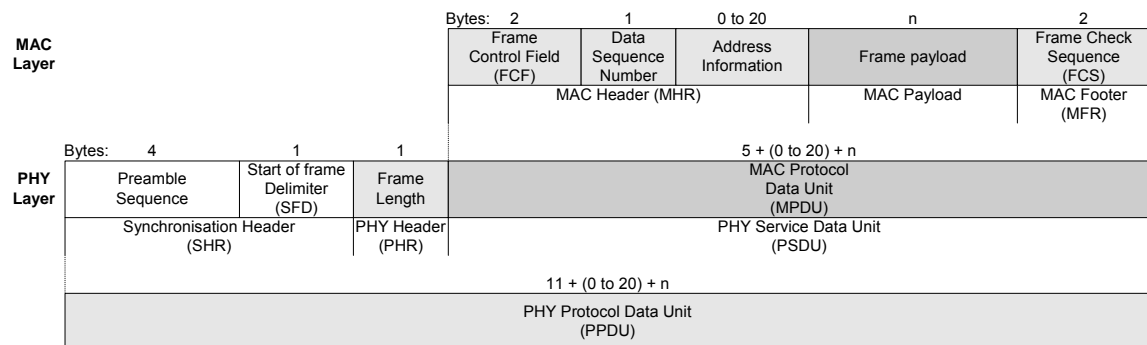 Bytes: 2 1 0 to 20 n 2
MAC Layer
Frame Control Field (FCF)
Data Sequence Number
Address Information
Frame payload
Frame Check Sequence (FCS)
MAC Header (MHR)
MAC Payload
MAC Footer (MFR)
Bytes: 4 1 1 5 + (0 to 20) + n
PHY Layer
Preamble Sequence
Start of frame Delimiter (SFD)
Frame Length
MAC Protocol Data Unit (MPDU)
Synchronisation Header (SHR)
PHY Header (PHR)
PHY Service Data Unit (PSDU)
11 + (0 to 20) + n
PHY Protocol Data Unit (PPDU)